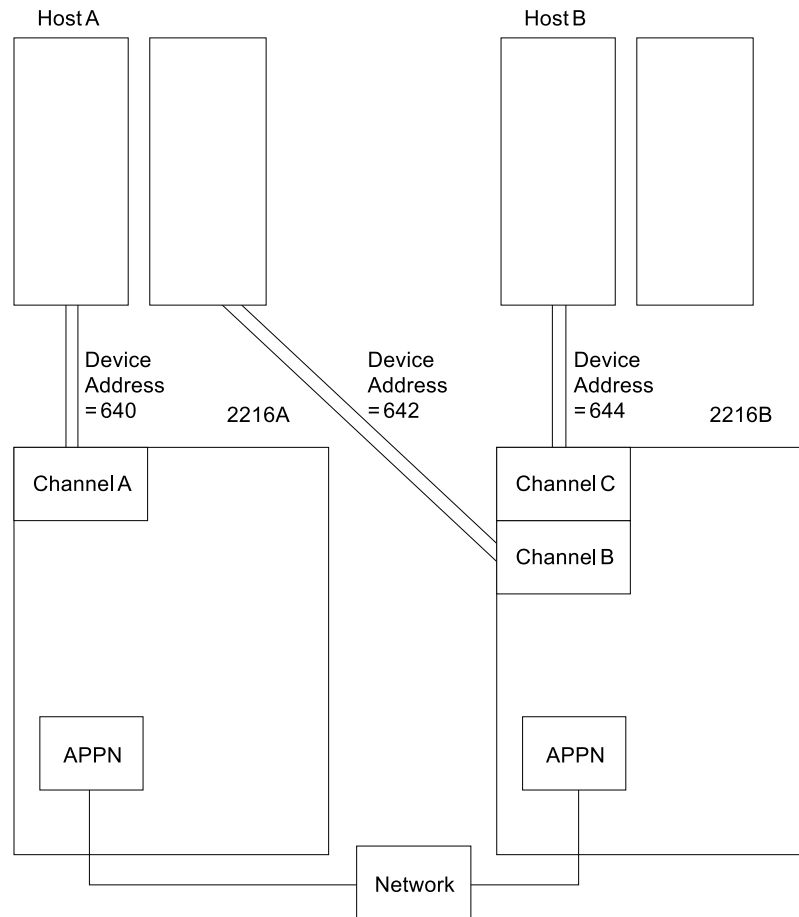 Host A
Host B
Device
Address
= 640
2216A
Device
Address
= 642
Device
Address
= 644
2216B
Channel A
Channel C
Channel B
APPN
APPN
Network